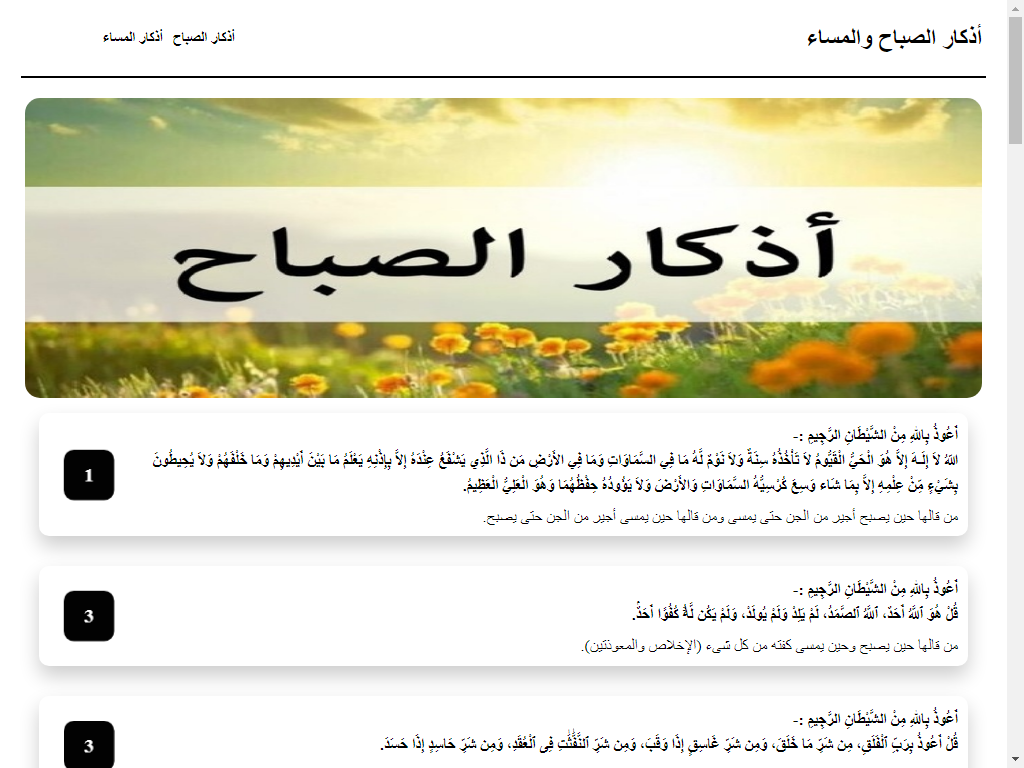 أذكار الصباح والمساء
أذكار الصباح أذكار المساء
أذكار الصباح
أَعُوذُ بِاللهِ مِنْ الشَّيْطَانِ الرَّجِيمِ :-
اللهُ لاَ إِلَـهَ إِلاَّ هُوَ الْحَيُّ الْقَيُّومُ لاَ تَأْخُذُهُ سِنَةٌ وَلاَ نَوْمٌ لَّهُ مَا فِي السَّمَاوَاتِ وَمَا فِي الأَرْضِ مَن ذَا الَّذِي يَشْفَعُ عِنْدَهُ إِلاَّ بِإِذْنِهِ يَعْلَمُ مَا بَيْنَ أَيْدِيهِمْ وَمَا خَلْفَهُمْ وَلاَ يُحِيطُونَ
بِشَيْءٍ مِّنْ عِلْمِهِ إِلاَّ بِمَا شَاء وَسِعَ كُرْسِيُّهُ السَّمَاوَاتِ وَالأَرْضَ وَلاَ يَؤُودُهُ حِفْظُهُمَا وَهُوَ الْعَلِيُّ الْعَظِيمُ.
من قالها حين يصبح أجير من الجن حتى يمسى ومن قالها حين يمسى أجير من الجن حتى يصبح.
1
أَعُوذُ بِاللهِ مِنْ الشَّيْطَانِ الرَّجِيمِ :-
قُلْ هُوَ ٱللَّهُ أَحَدٌ، ٱللَّهُ ٱلصَّمَدُ، لَمْ يَلِدْ وَلَمْ يُولَدْ، وَلَمْ يَكُن لَّهُۥ كُفُوًا أَحَدٌۢ.
من قالها حين يصبح وحين يمسى كفته من كل شىء (الإخلاص والمعوذتين).
3
أَعُوذُ بِاللهِ مِنْ الشَّيْطَانِ الرَّجِيمِ :-
قُلْ أَعُوذُ بِرَبِّ ٱلْفَلَقِ، مِن شَرِّ مَا خَلَقَ، وَمِن شَرِّ غَاسِقٍ إِذَا وَقَبَ، وَمِن شَرِّ ٱلنَّفَّٰثَٰتِ فِى ٱلْعُقَدِ، وَمِن شَرِّ حَاسِدٍ إِذَا حَسَدَ.
3